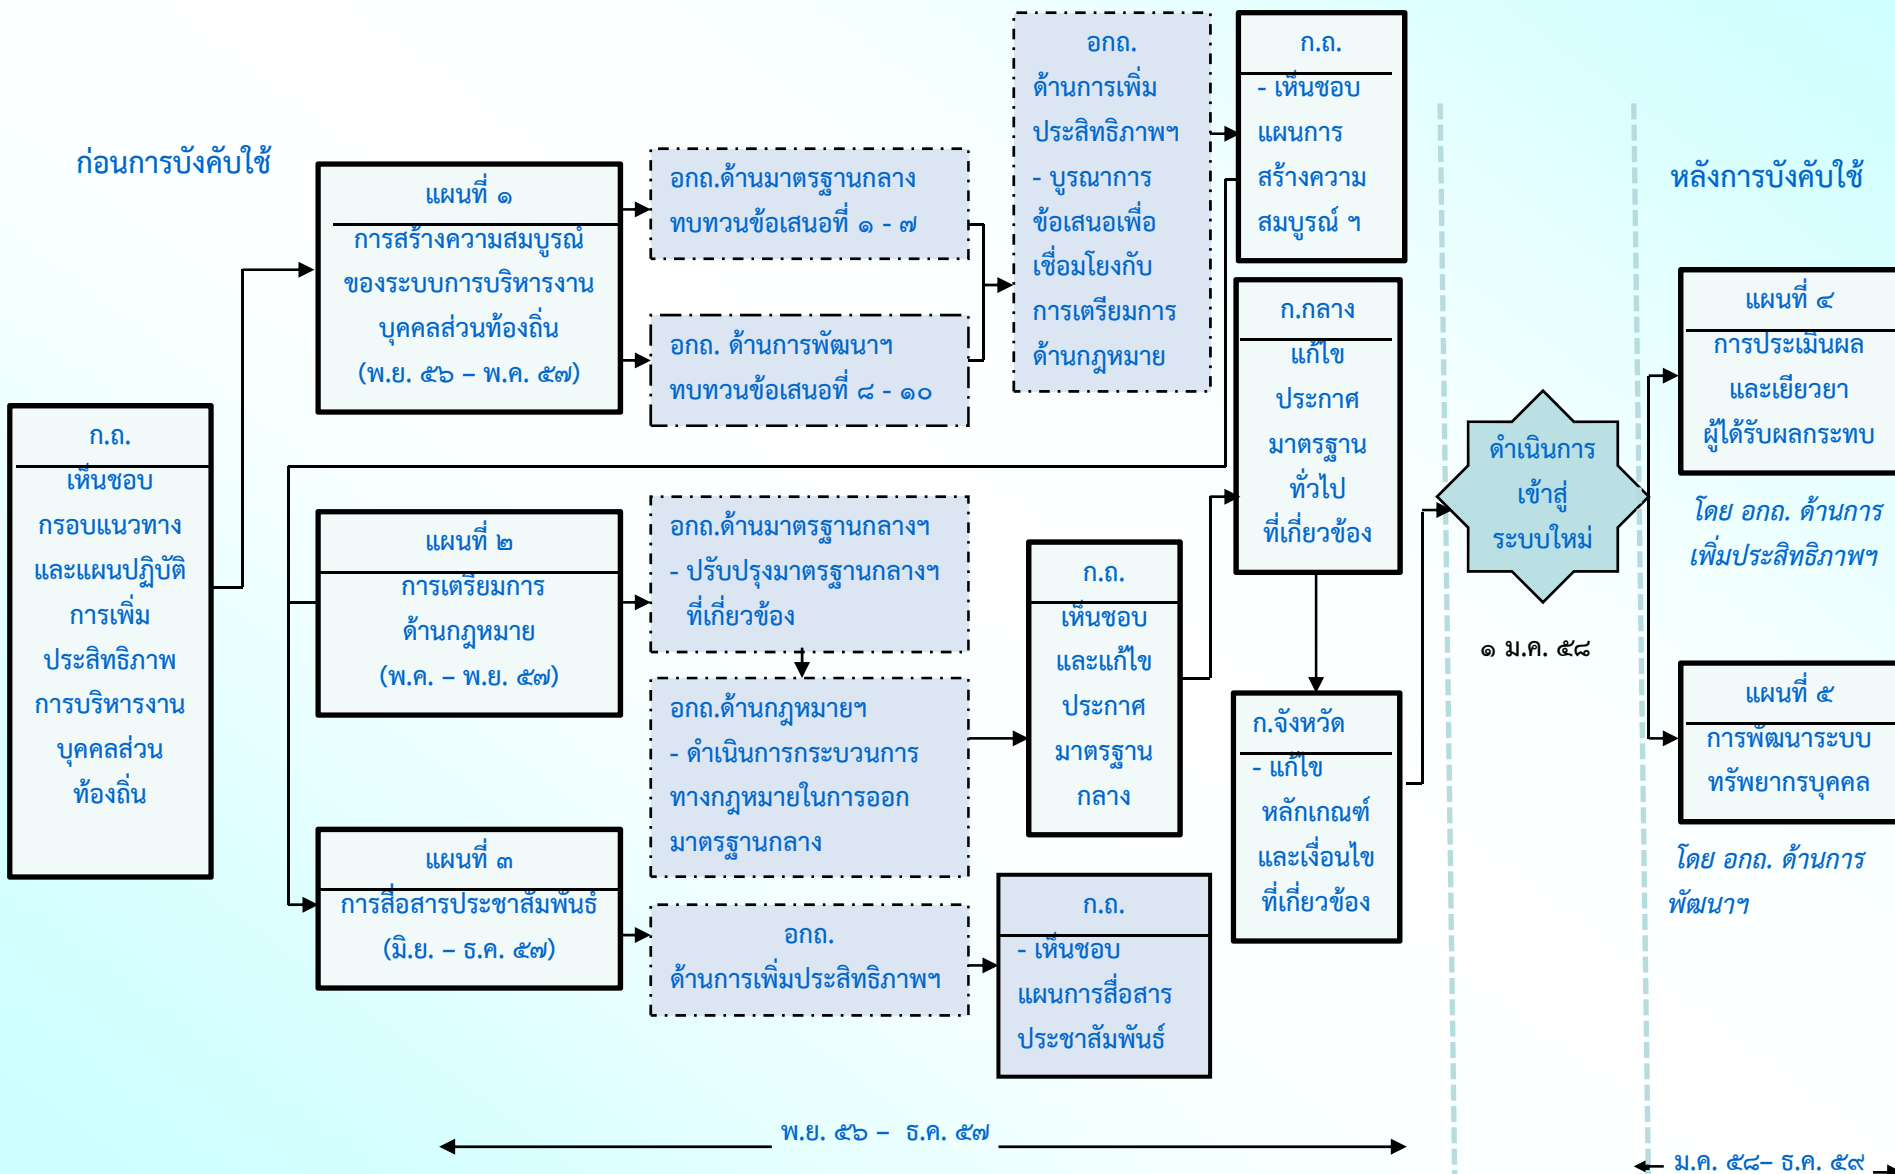 ก่อนการบังคับใช้
ก.ถ.
เห็นชอบ
กรอบแนวทาง
และแผนปฏิบัติ
การเพิ่ม
ประสิทธิภาพ
การบริหารงาน
บุคคลส่วน
ท้องถิ่น
แผนที่ ๑
การสร้างความสมบูรณ์
ของระบบการบริหารงาน
บุคคลส่วนท้องถิ่น
(พ.ย. ๕๖ – พ.ค. ๕๗)
อกถ.ด้านมาตรฐานกลาง
ทบทวนข้อเสนอที่ ๑ - ๗
อกถ. ด้านการพัฒนาฯ
ทบทวนข้อเสนอที่ ๘ - ๑๐
อกถ.
ด้านการเพิ่ม
ประสิทธิภาพฯ
- บูรณาการ
ข้อเสนอเพื่อ
เชื่อมโยงกับ
การเตรียมการ
ด้านกฎหมาย
ก.ถ.
- เห็นชอบ
แผนการ
สร้างความ
สมบูรณ์ ฯ
แผนที่ ๒
การเตรียมการ
ด้านกฎหมาย
(พ.ค. – พ.ย. ๕๗)
อกถ.ด้านมาตรฐานกลางฯ
- ปรับปรุงมาตรฐานกลางฯ
ที่เกี่ยวข้อง
อกถ.ด้านกฎหมายฯ
- ดำเนินการกระบวนการ
ทางกฎหมายในการออก
มาตรฐานกลาง
ก.ถ.
เห็นชอบ
และแก้ไข
ประกาศ
มาตรฐาน
กลาง
ก.กลาง
แก้ไข
ประกาศ
มาตรฐาน
ทั่วไป
ที่เกี่ยวข้อง
ก.จังหวัด
- แก้ไข
หลักเกณฑ์
และเงื่อนไข
ที่เกี่ยวข้อง
แผนที่ ๓
การสื่อสารประชาสัมพันธ์
(มิ.ย. – ธ.ค. ๕๗)
อกถ.
ด้านการเพิ่มประสิทธิภาพฯ
ก.ถ.
- เห็นชอบ
แผนการสื่อสาร
ประชาสัมพันธ์
ดำเนินการ
เข้าสู่
ระบบใหม่
๑ ม.ค. ๕๘
หลังการบังคับใช้
แผนที่ ๔
การประเมินผล
และเยียวยา
ผู้ได้รับผลกระทบ
โดย อกถ. ด้านการ
เพิ่มประสิทธิภาพฯ
แผนที่ ๕
การพัฒนาระบบ
ทรัพยากรบุคคล
โดย อกถ. ด้านการ
พัฒนาฯ
พ.ย. ๕๖ – ธ.ค. ๕๗
ม.ค. ๕๘– ธ.ค. ๕๙